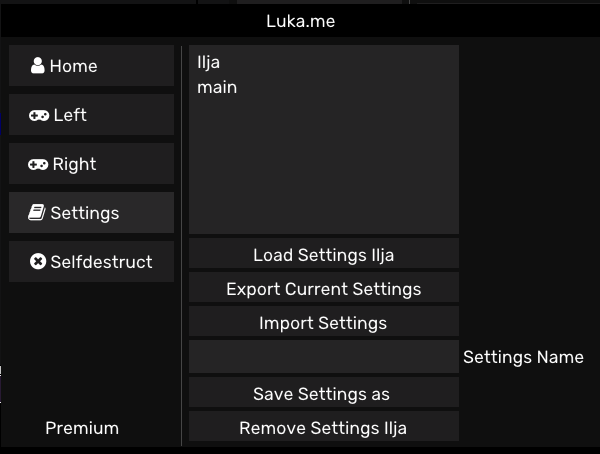 Luka.me
Home
Left
Right
Settings
Selfdestruct
Premium
Ilja
main
Load Settings Ilja
Export Current Settings
Import Settings
Settings Name
Save Settings as
Remove Settings Ilja